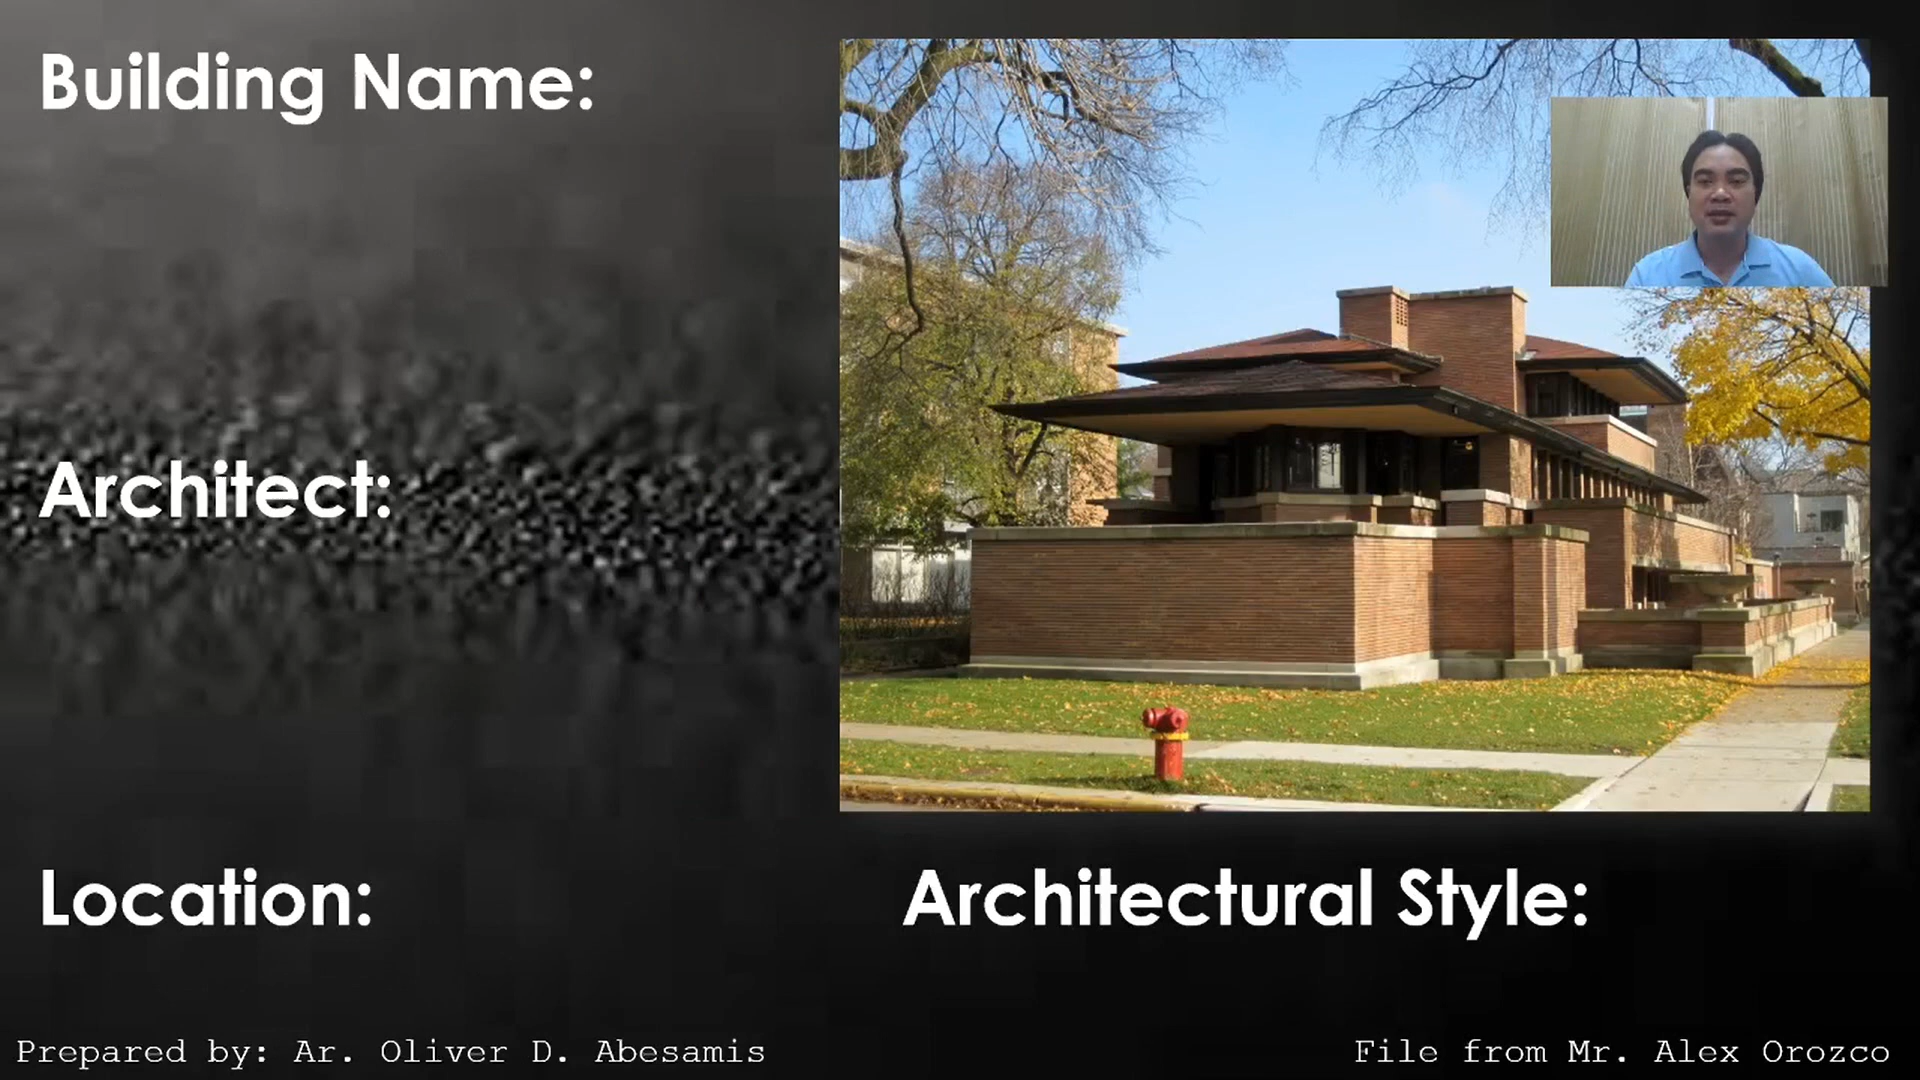 Building Name:
Architect:
Location:
Architectural Style:
Prepared by: Ar. Oliver D. Abesamis
File from Mr. Alex Orozco